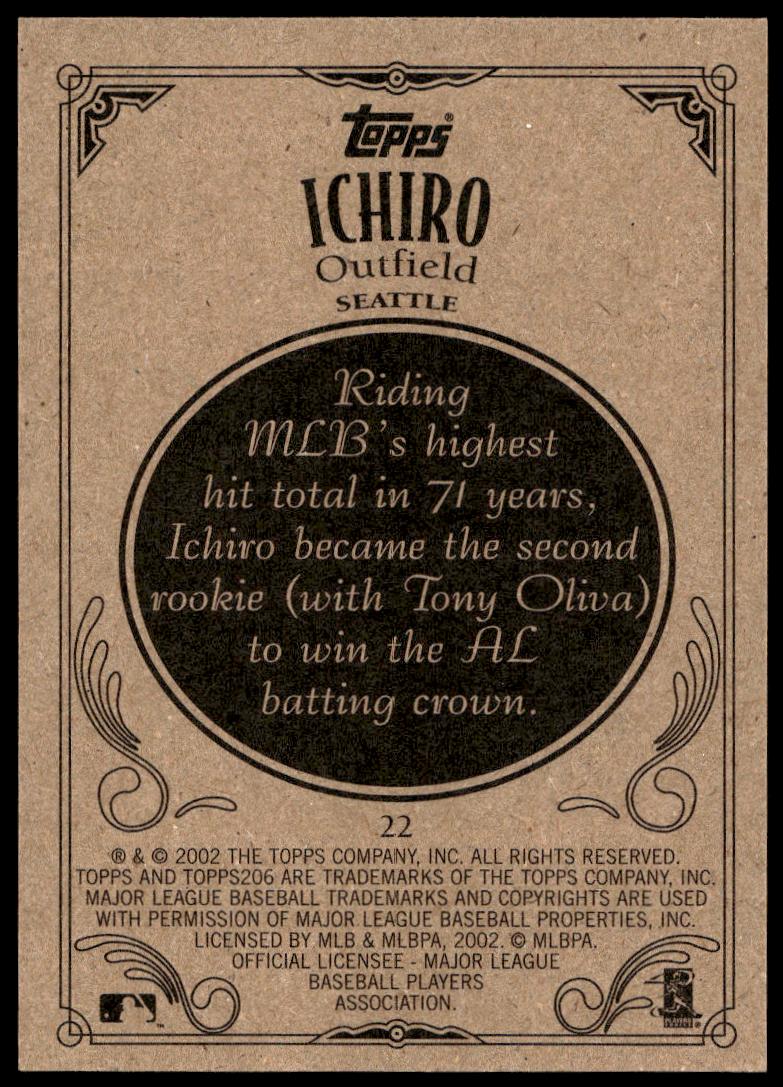 Topps®
ICHIRO
Outfield
SEATTLE
Riding
MLB's highest
hit total in 71 years,
Ichiro became the second
rookie (with Tony Oliva)
to win the AL
batting crown.
22
® & © 2002 THE TOPPS COMPANY, INC. ALL RIGHTS RESERVED.
TOPPS AND TOPPS206 ARE TRADEMARKS OF THE TOPPS COMPANY, INC.
MAJOR LEAGUE BASEBALL TRADEMARKS AND COPYRIGHTS ARE USED
WITH PERMISSION OF MAJOR LEAGUE BASEBALL PROPERTIES, INC.
LICENSED BY MLB & MLBPA, 2002. © MLBPA.
OFFICIAL LICENSEE - MAJOR LEAGUE
BASEBALL PLAYERS
ASSOCIATION.
PLAYERS
CHOICE